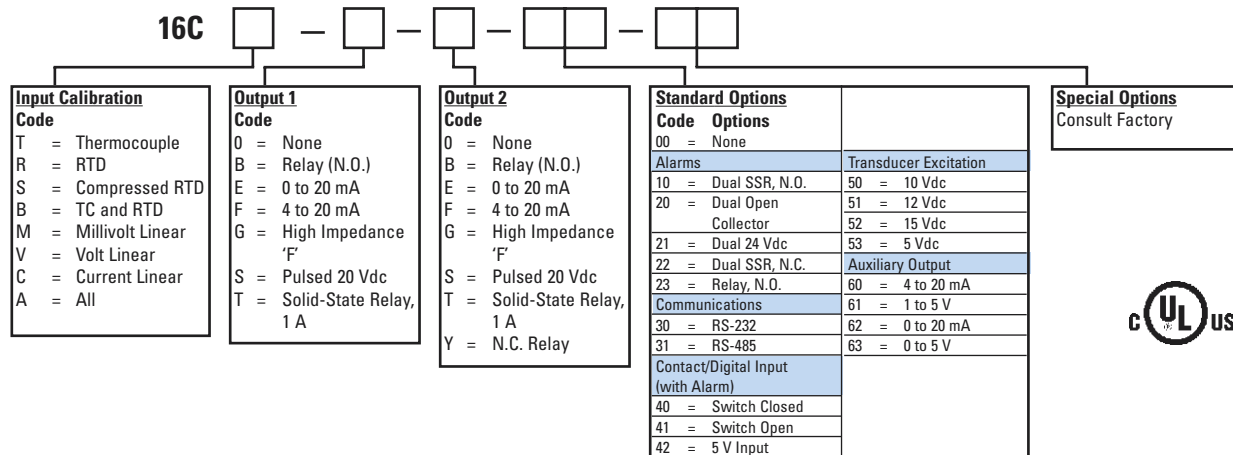 16C – – – –
Input Calibration
Code
T = Thermocouple
R = RTD
S = Compressed RTD
B = TC and RTD
M = Millivolt Linear
V = Volt Linear
C = Current Linear
A = All
Output 1
Code
0 = None
B = Relay (N.O.)
E = 0 to 20 mA
F = 4 to 20 mA
G = High Impedance
‘F’
S = Pulsed 20 Vdc
T = Solid-State Relay,
1 A
Output 2
Code
0 = None
B = Relay (N.O.)
E = 0 to 20 mA
F = 4 to 20 mA
G = High Impedance
‘F’
S = Pulsed 20 Vdc
T = Solid-State Relay,
1 A
Y = N.C. Relay
Standard Options
Code Options
00 = None
Alarms
10 = Dual SSR, N.O.
20 = Dual Open
Collector
21 = Dual 24 Vdc
22 = Dual SSR, N.C.
23 = Relay, N.O.
Communications
30 = RS-232
31 = RS-485
Contact/Digital Input
(with Alarm)
40 = Switch Closed
41 = Switch Open
42 = 5 V Input
Transducer Excitation
50 = 10 Vdc
51 = 12 Vdc
52 = 15 Vdc
53 = 5 Vdc
Auxiliary Output
60 = 4 to 20 mA
61 = 1 to 5 V
62 = 0 to 20 mA
63 = 0 to 5 V
Special Options
Consult Factory
C UL ® US